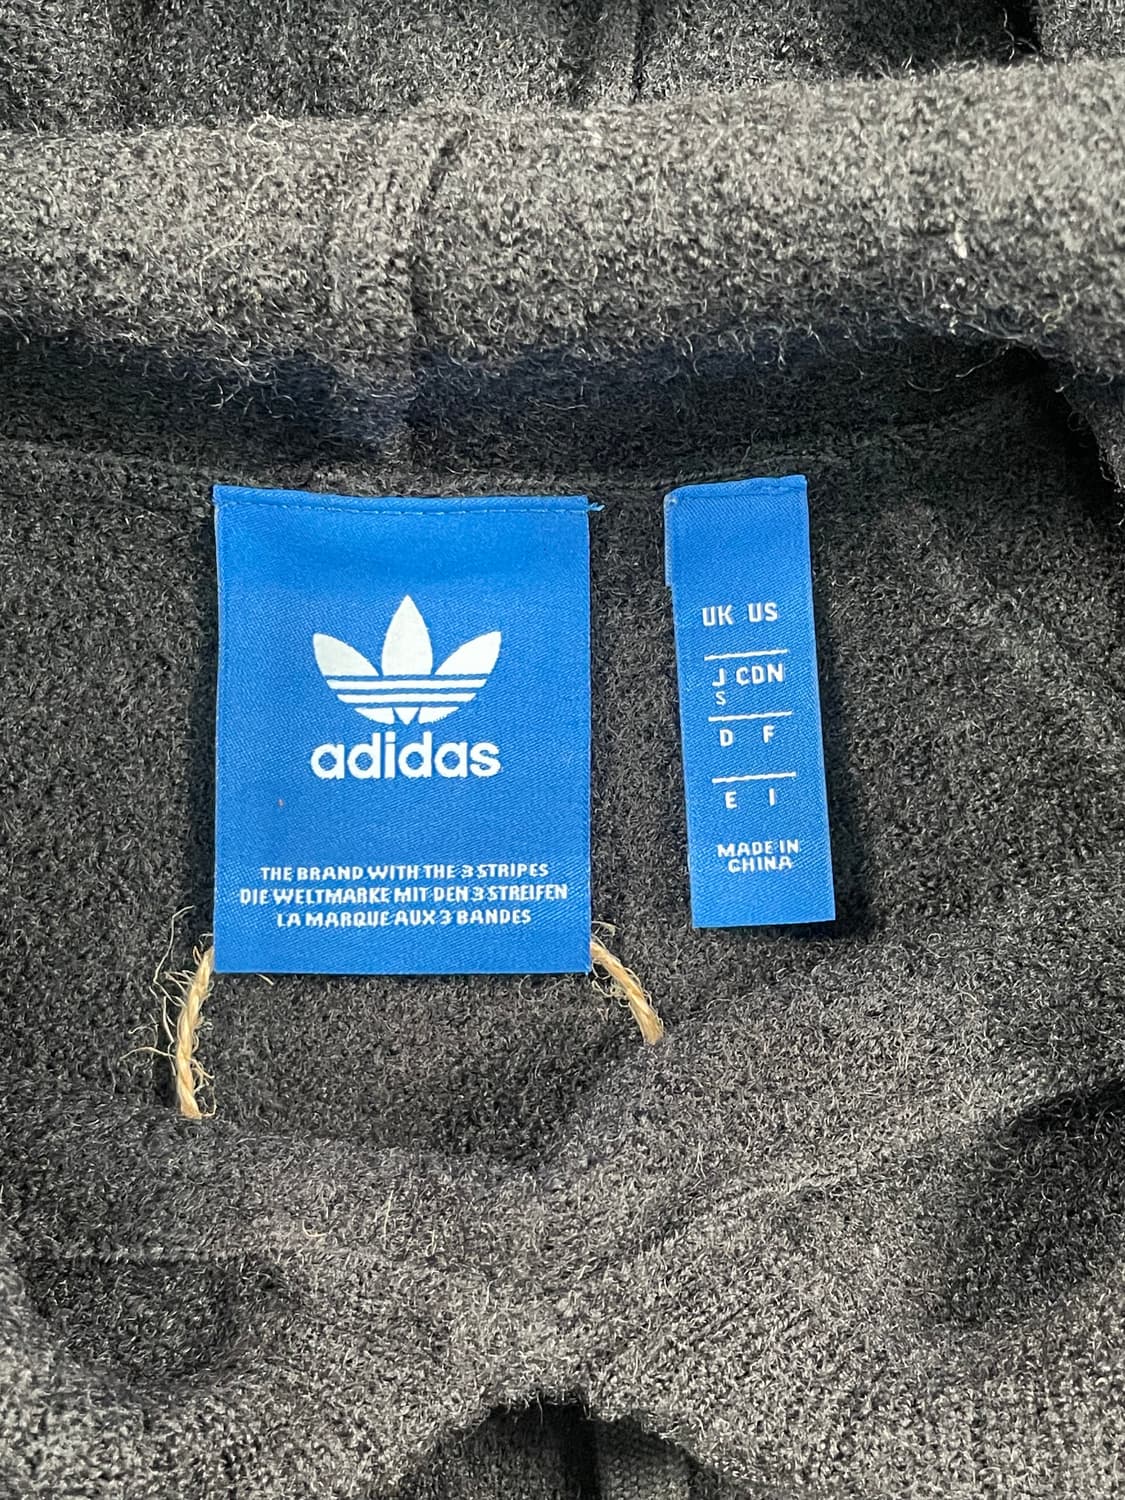 adidas
THE BRAND WITH THE 3 STRIPES
DIE WELTMARKE MIT DEN 3 STREIFEN
LA MARQUE AUX 3 BANDES
UK US
J CDN
S
D F
E I
MADE IN
CHINA